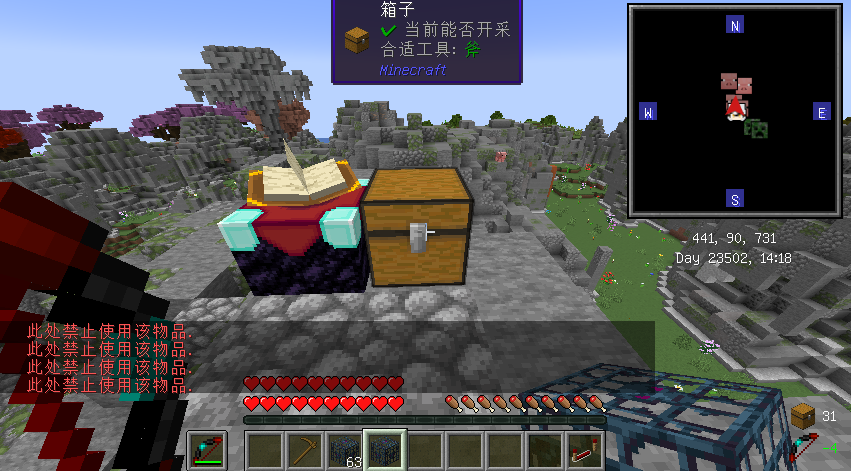 箱子
✔ 当前能否开采
合适工具: 斧
Minecraft
N
W
E
S
441, 90, 731
Day 23502, 14:18
此处禁止使用该物品.
此处禁止使用该物品.
此处禁止使用该物品.
此处禁止使用该物品.
63
31